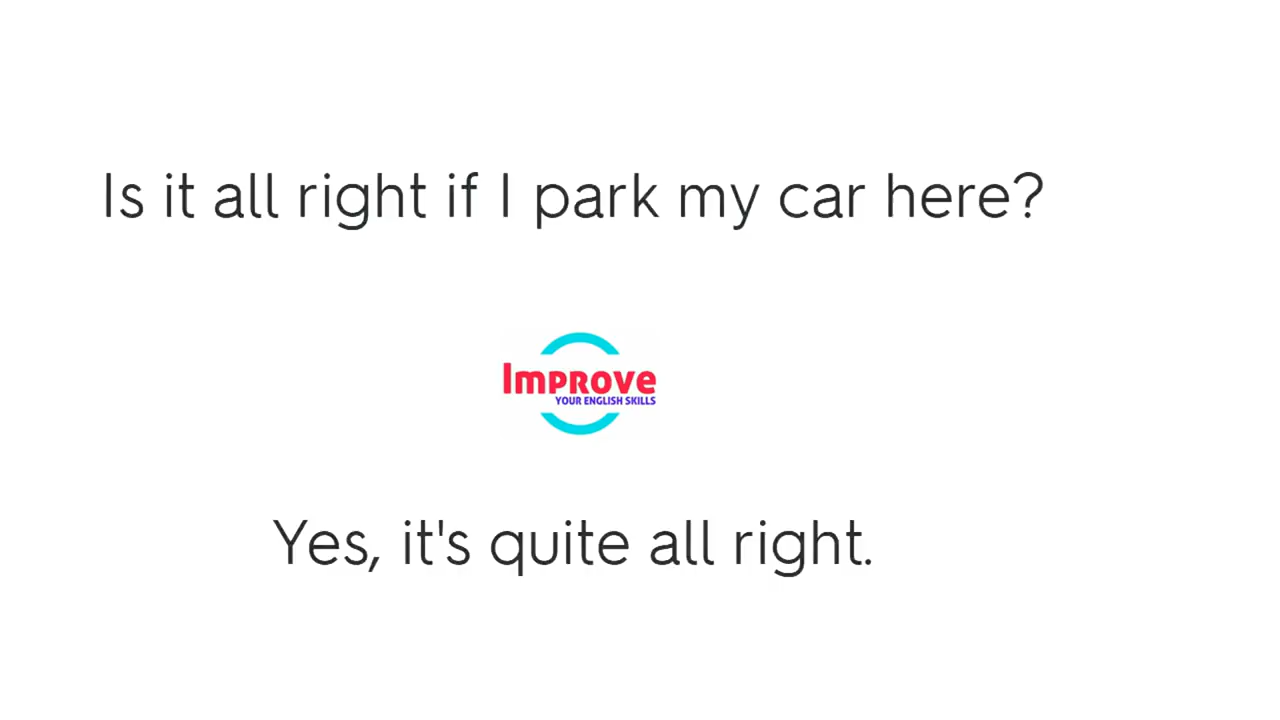 Is it all right if I park my car here?
Improve
YOUR ENGLISH SKILLS
Yes, it's quite all right.